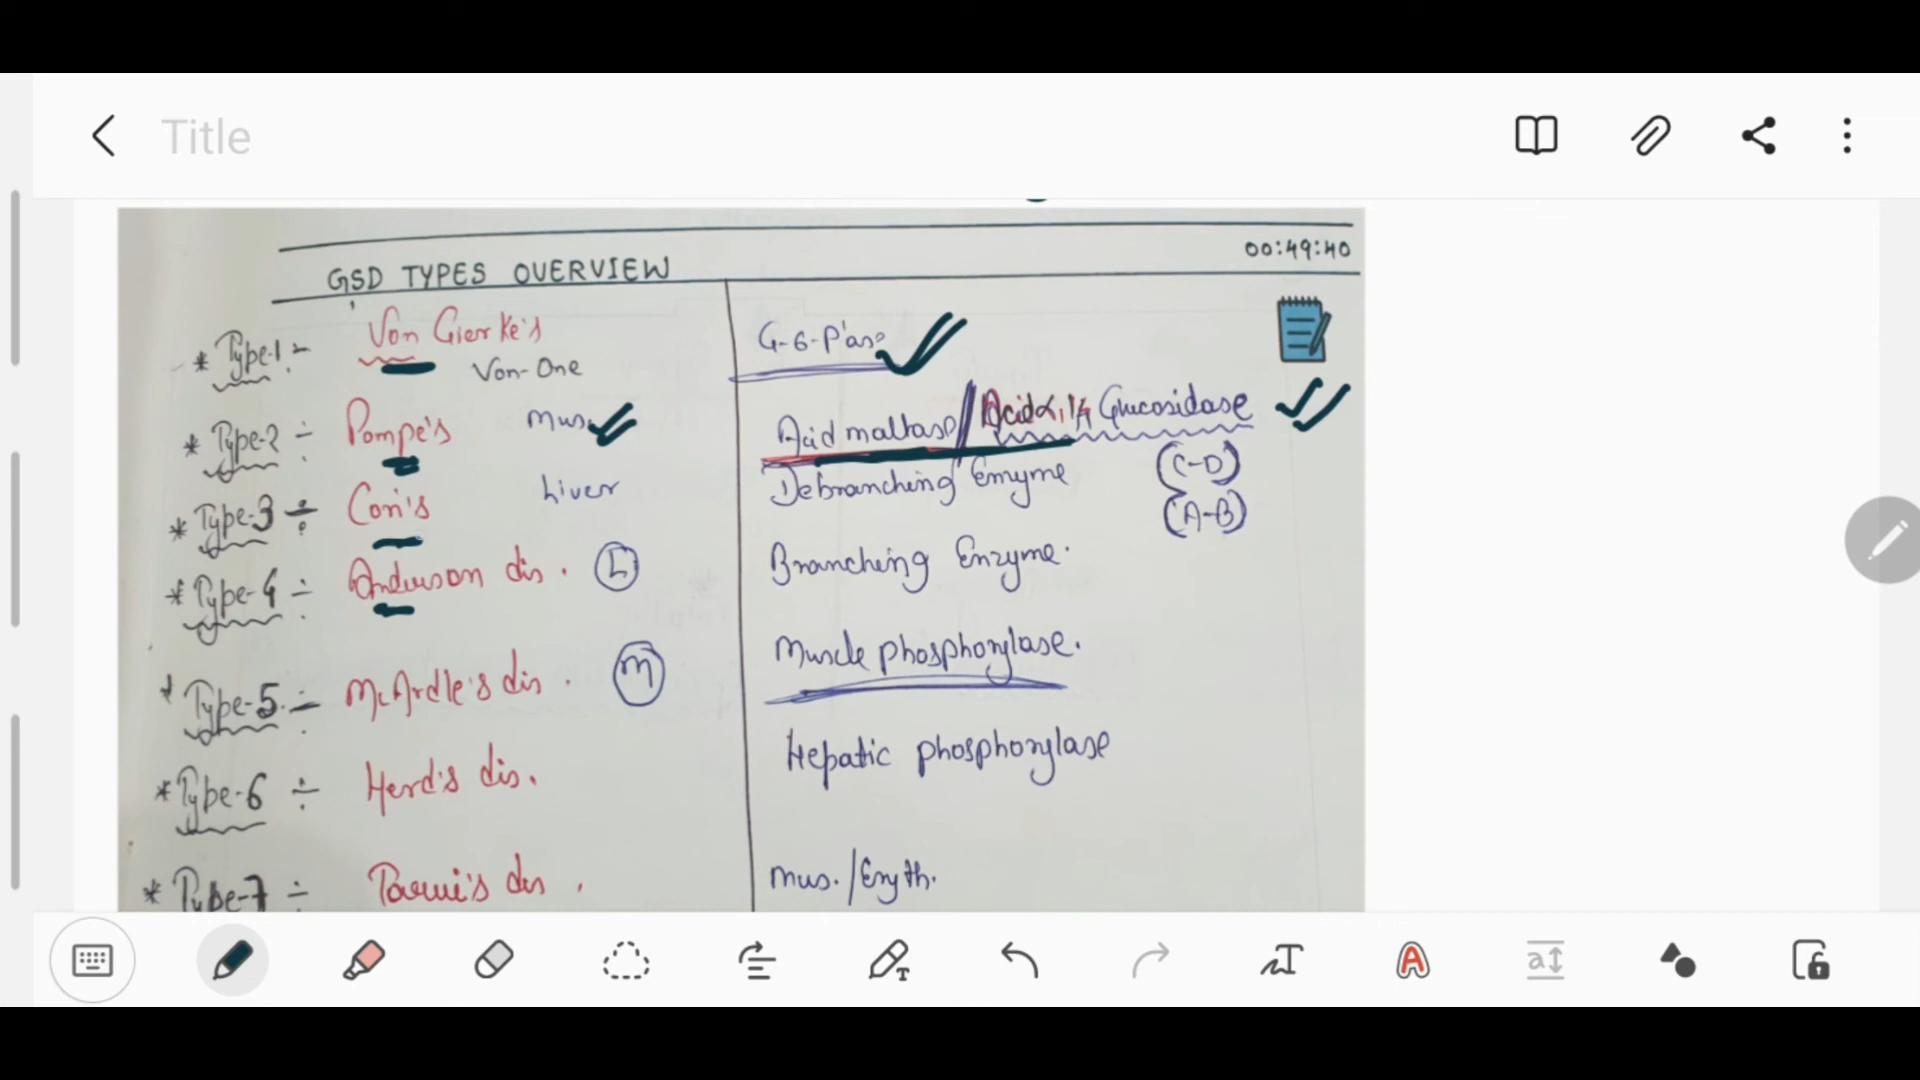 Title
00:49:40
GSD TYPES OVERVIEW
* Type-1 ÷ Von Gierke's G-6-P'ase
Von-One
* Type-2 ÷ Pompe's Mus. Acid maltase / Acid α, 1,4 Glucosidase
* Type-3 ÷ Cori's Liver Debranching Enzyme (C-D)
(A-B)
* Type-4 ÷ Anderson dis. L Branching Enzyme.
* Type-5 ÷ McArdle's dis. M Muscle phosphorylase.
* Type-6 ÷ Herd's dis. Hepatic phosphorylase
* Type-7 ÷ Tarui's dis. Mus./Eryth.